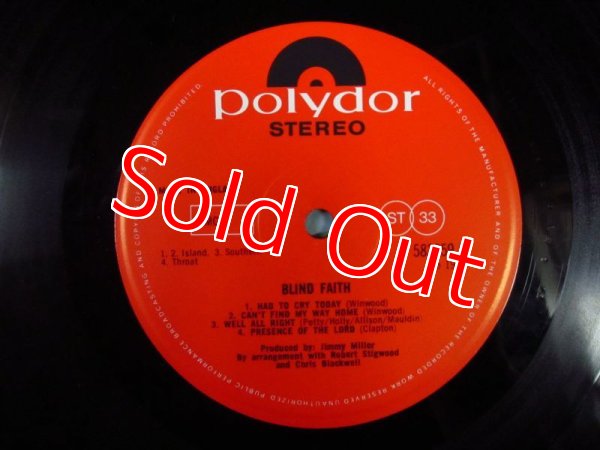 polydor
STEREO
Sold Out
ST 33
1. 2. Island. 3.
4. Throat
BLIND FAITH
1. HAD TO CRY TODAY (Winwood)
2. CAN'T FIND MY WAY HOME (Winwood)
3. WELL ALL RIGHT (Petty/Holly/Allison/Mauldin)
4. PRESENCE OF THE LORD (Clapton)
Produced by: Jimmy Miller
By arrangement with Robert Stigwood
and Chris Blackwell
ALL RIGHTS OF THE MANUFACTURER AND OF THE OWNER OF THE RECORDED WORK RESERVED UNAUTHORIZED PUBLIC PERFORMANCE BROADCASTING AND COPYING OF THIS RECORD PROHIBITED